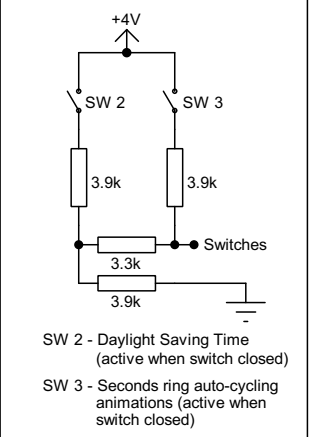 +4V
SW 2
SW 3
3.9k
3.9k
Switches
3.3k
3.9k
SW 2 - Daylight Saving Time
(active when switch closed)
SW 3 - Seconds ring auto-cycling
animations (active when
switch closed)